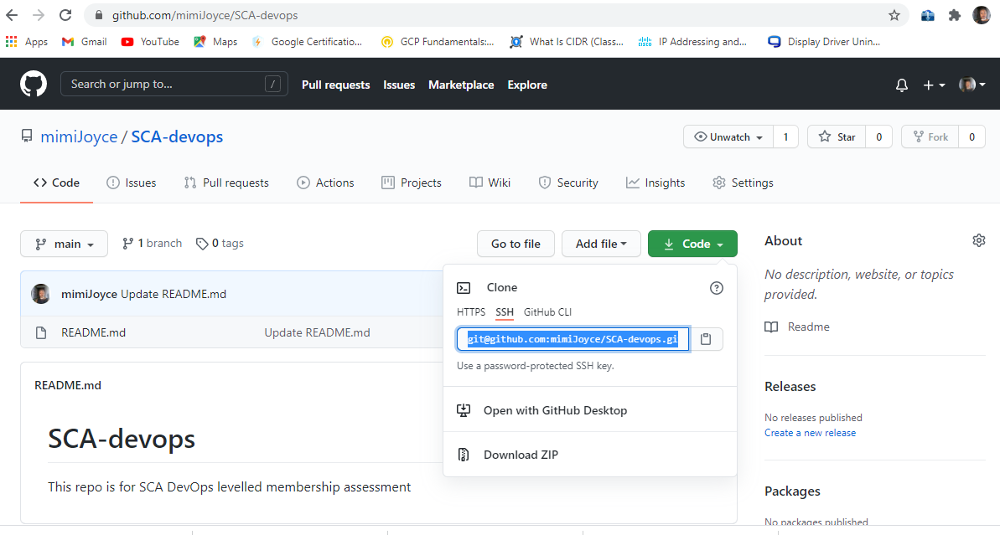 github.com/mimiJoyce/SCA-devops
Apps Gmail YouTube Maps Google Certificatio... GCP Fundamentals:... What Is CIDR (Class... IP Addressing and... Display Driver Unin...
Search or jump to... / Pull requests Issues Marketplace Explore
mimiJoyce / SCA-devops Unwatch 1 Star 0 Fork 0
Code Issues Pull requests Actions Projects Wiki Security Insights Settings
main 1 branch 0 tags Go to file Add file Code
About
No description, website, or topics
provided.
Readme
Releases
No releases published
Create a new release
Packages
No packages published
Clone
HTTPS SSH GitHub CLI
git@github.com:mimiJoyce/SCA-devops.gi
Use a password-protected SSH key.
Open with GitHub Desktop
Download ZIP
mimiJoyce Update README.md
README.md Update README.md
README.md
SCA-devops
This repo is for SCA DevOps levelled membership assessment